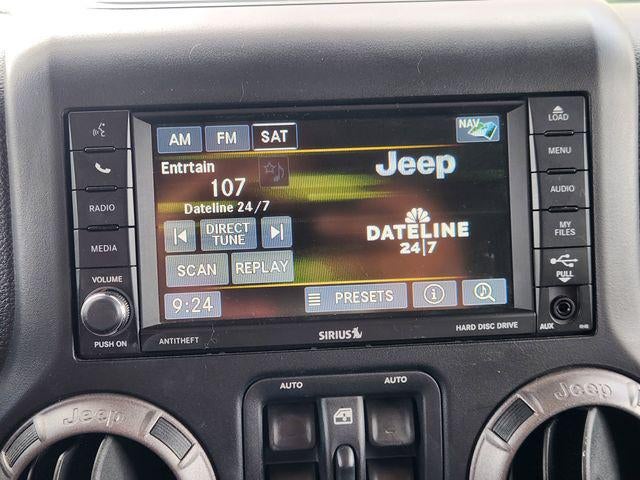 AM FM SAT NAV
Entrtain
107
Dateline 24/7
Jeep
DATELINE
24|7
DIRECT
TUNE
SCAN REPLAY
9:24 PRESETS
RADIO
MEDIA
VOLUME
PUSH ON
ANTITHEFT
SIRIUS
HARD DISC DRIVE
LOAD
MENU
AUDIO
MY
FILES
PULL
AUX
AUTO AUTO
Jeep
Jeep